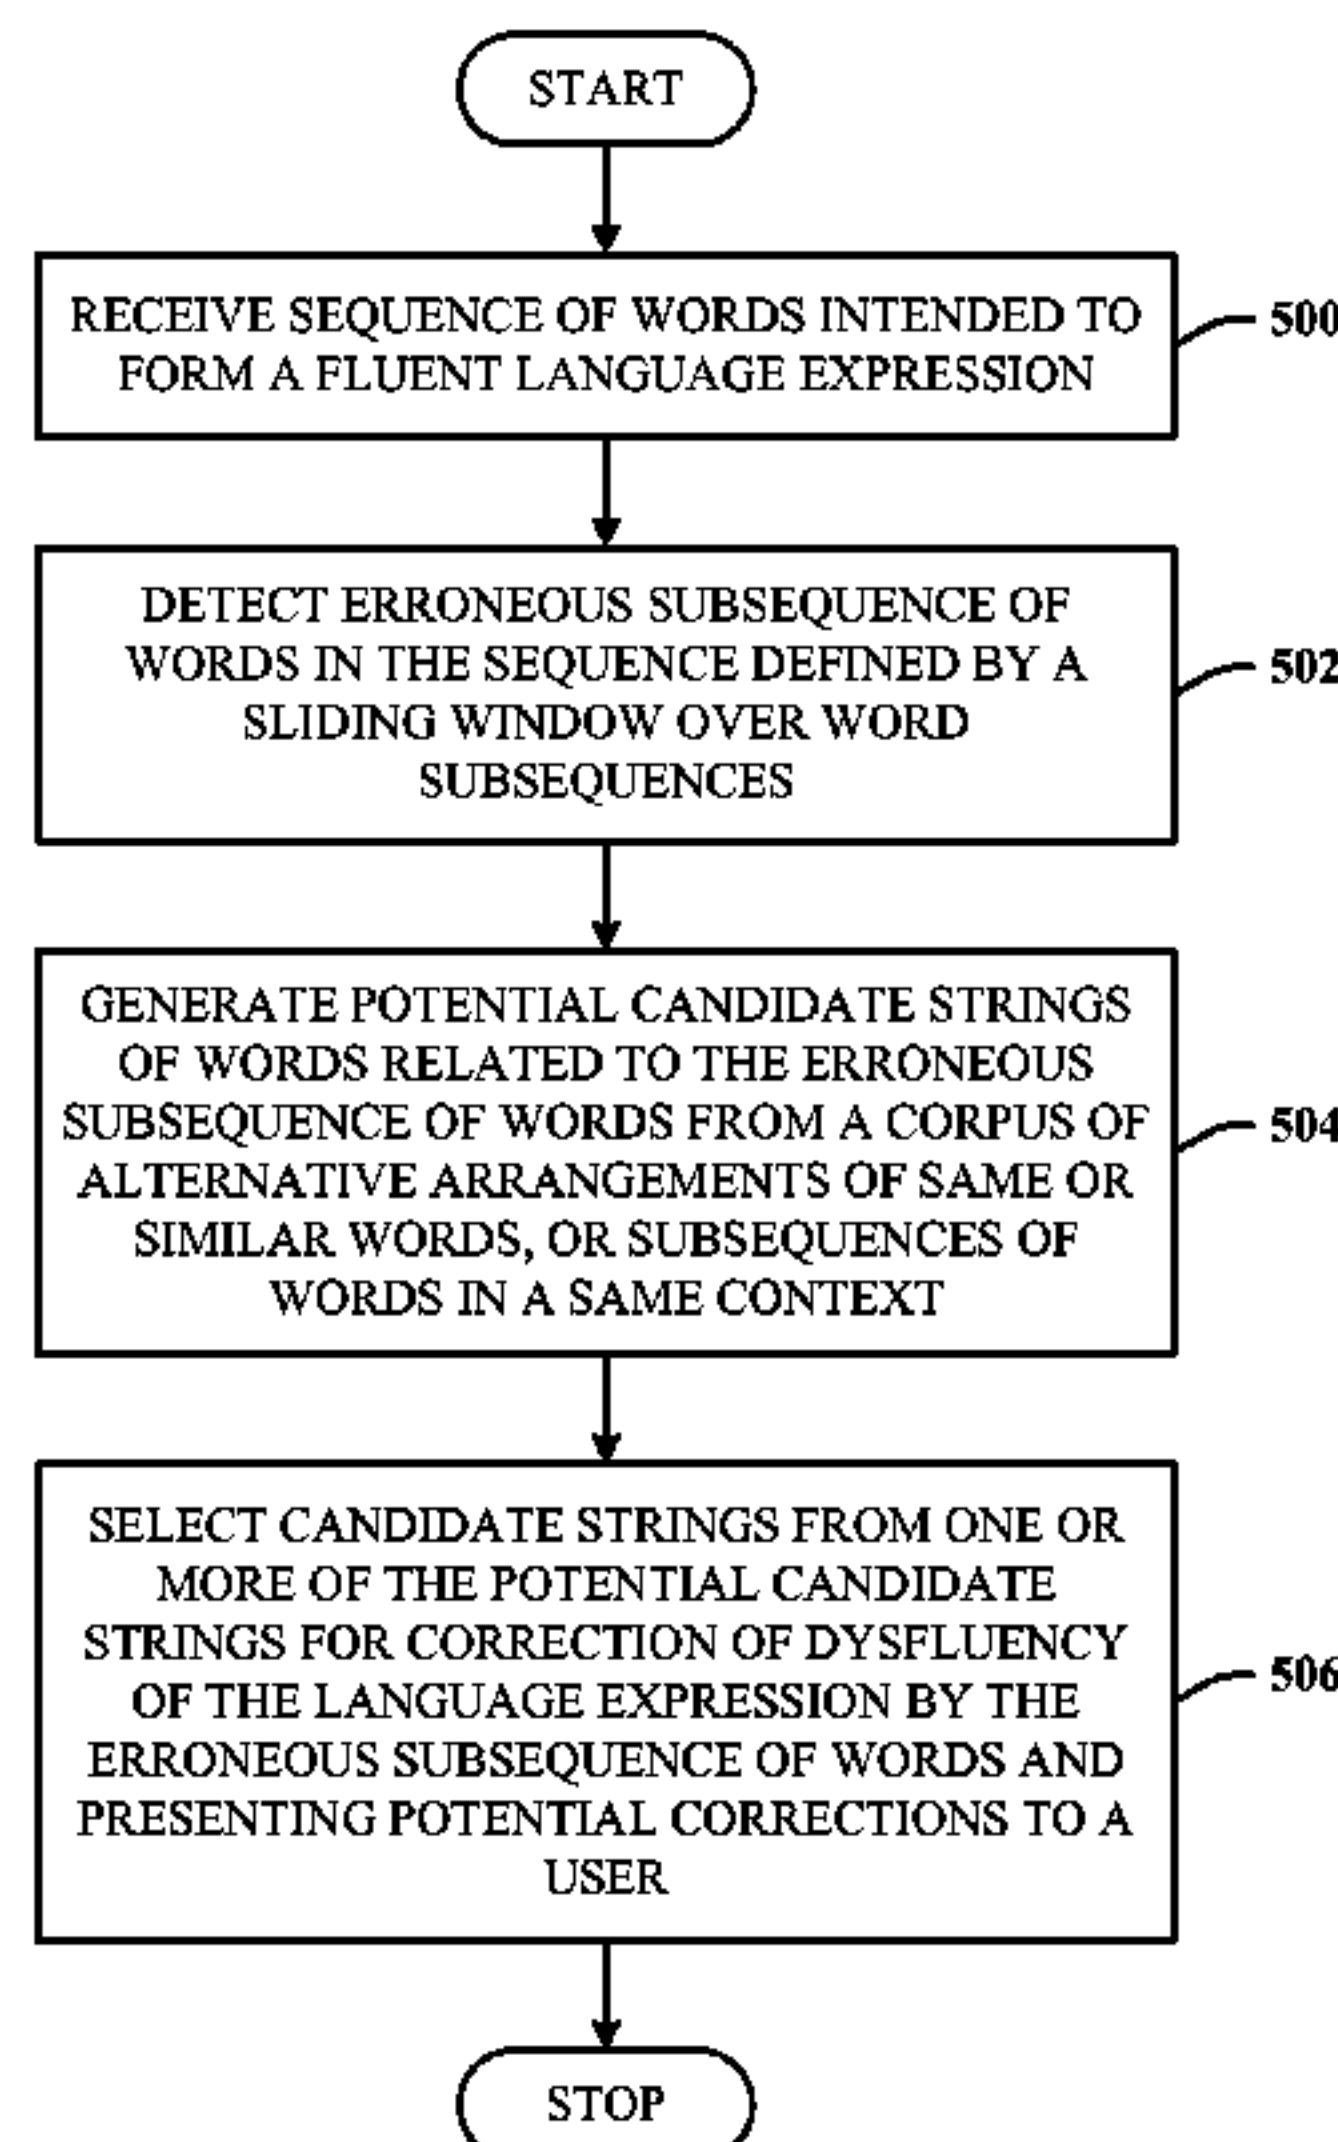 START
RECEIVE SEQUENCE OF WORDS INTENDED TO
FORM A FLUENT LANGUAGE EXPRESSION
500
DETECT ERRONEOUS SUBSEQUENCE OF
WORDS IN THE SEQUENCE DEFINED BY A
SLIDING WINDOW OVER WORD
SUBSEQUENCES
502
GENERATE POTENTIAL CANDIDATE STRINGS
OF WORDS RELATED TO THE ERRONEOUS
SUBSEQUENCE OF WORDS FROM A CORPUS OF
ALTERNATIVE ARRANGEMENTS OF SAME OR
SIMILAR WORDS, OR SUBSEQUENCES OF
WORDS IN A SAME CONTEXT
504
SELECT CANDIDATE STRINGS FROM ONE OR
MORE OF THE POTENTIAL CANDIDATE
STRINGS FOR CORRECTION OF DYSFLUENCY
OF THE LANGUAGE EXPRESSION BY THE
ERRONEOUS SUBSEQUENCE OF WORDS AND
PRESENTING POTENTIAL CORRECTIONS TO A
USER
506
STOP